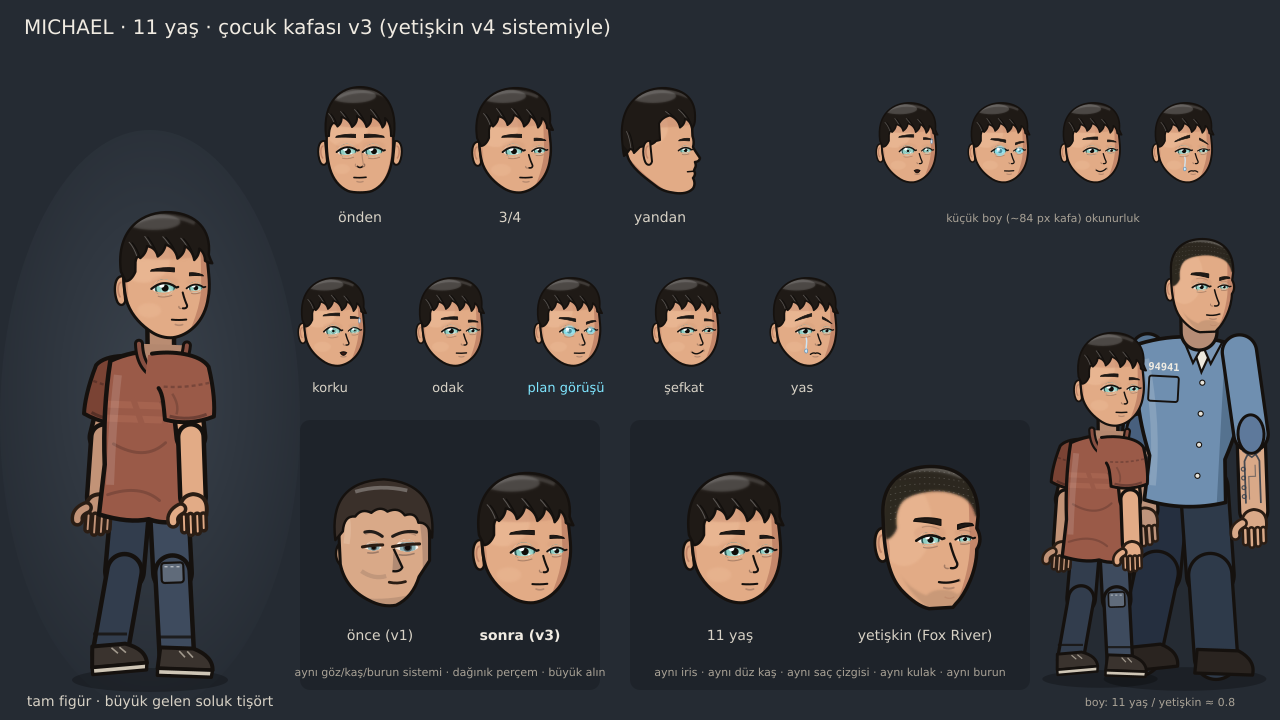 MICHAEL · 11 yaş · çocuk kafası v3 (yetişkin v4 sistemiyle)
önden
3/4
yandan
küçük boy (~84 px kafa) okunurluk
korku
odak
plan görüşü
şefkat
yas
94941
önce (v1)
sonra (v3)
11 yaş
yetişkin (Fox River)
aynı göz/kaş/burun sistemi · dağınık perçem · büyük alın
aynı iris · aynı düz kaş · aynı saç çizgisi · aynı kulak · aynı burun
tam figür · büyük gelen soluk tişört
boy: 11 yaş / yetişkin ≈ 0.8